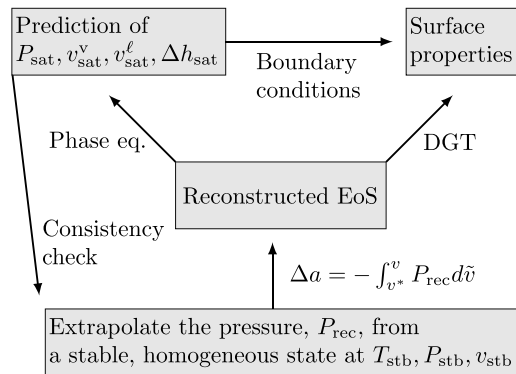 Prediction of
P_sat, v^v_sat, v^ℓ_sat, Δh_sat
Surface
properties
Boundary
conditions
Phase eq.
DGT
Reconstructed EoS
Consistency
check
Δa = − ∫^v_{v*} P_rec dṽ
Extrapolate the pressure, P_rec, from
a stable, homogeneous state at T_stb, P_stb, v_stb